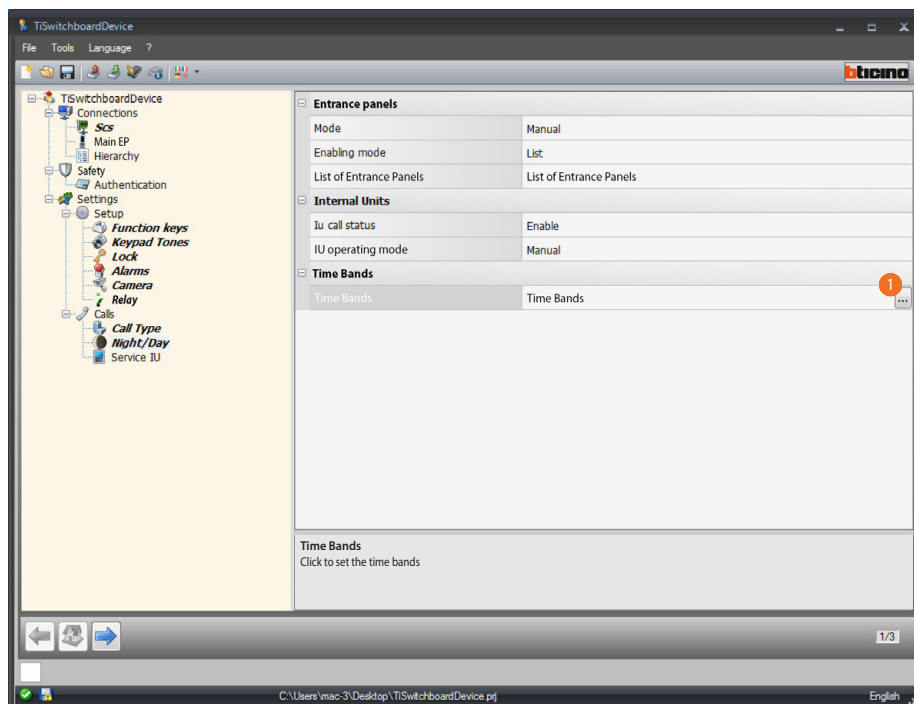 TiSwitchboardDevice
File Tools Language ?
bticino
TiSwitchboardDevice
Connections
Scs
Main EP
Hierarchy
Safety
Authentication
Settings
Setup
Function keys
Keypad Tones
Lock
Alarms
Camera
Relay
Calls
Call Type
Night/Day
Service IU
Entrance panels
Mode Manual
Enabling mode List
List of Entrance Panels List of Entrance Panels
Internal Units
Iu call status Enable
IU operating mode Manual
Time Bands
1
Time Bands Time Bands ...
Time Bands
Click to set the time bands
1/3
C:\Users\mac-3\Desktop\TiSwitchboardDevice.prj English